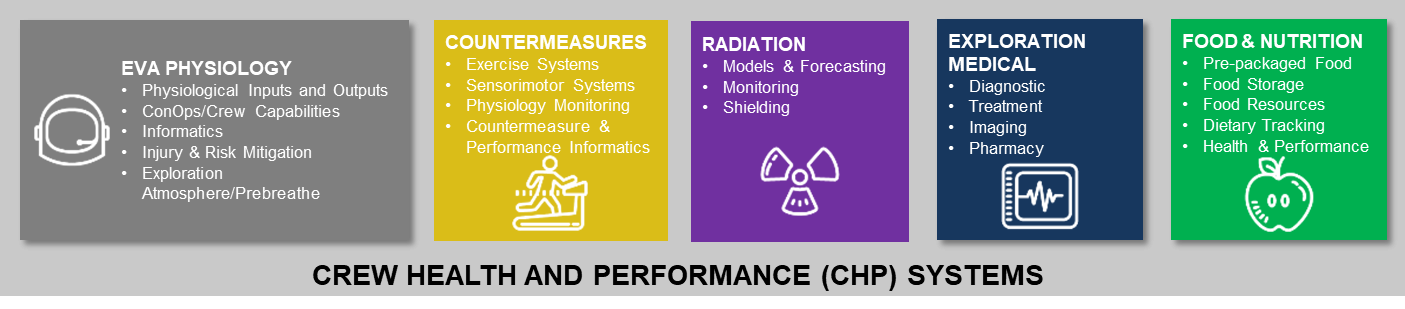 EVA PHYSIOLOGY
• Physiological Inputs and Outputs
• ConOps/Crew Capabilities
• Informatics
• Injury & Risk Mitigation
• Exploration
Atmosphere/Prebreathe
COUNTERMEASURES
• Exercise Systems
• Sensorimotor Systems
• Physiology Monitoring
• Countermeasure &
Performance Informatics
RADIATION
• Models & Forecasting
• Monitoring
• Shielding
EXPLORATION
MEDICAL
• Diagnostic
• Treatment
• Imaging
• Pharmacy
FOOD & NUTRITION
• Pre-packaged Food
• Food Storage
• Food Resources
• Dietary Tracking
• Health & Performance
CREW HEALTH AND PERFORMANCE (CHP) SYSTEMS